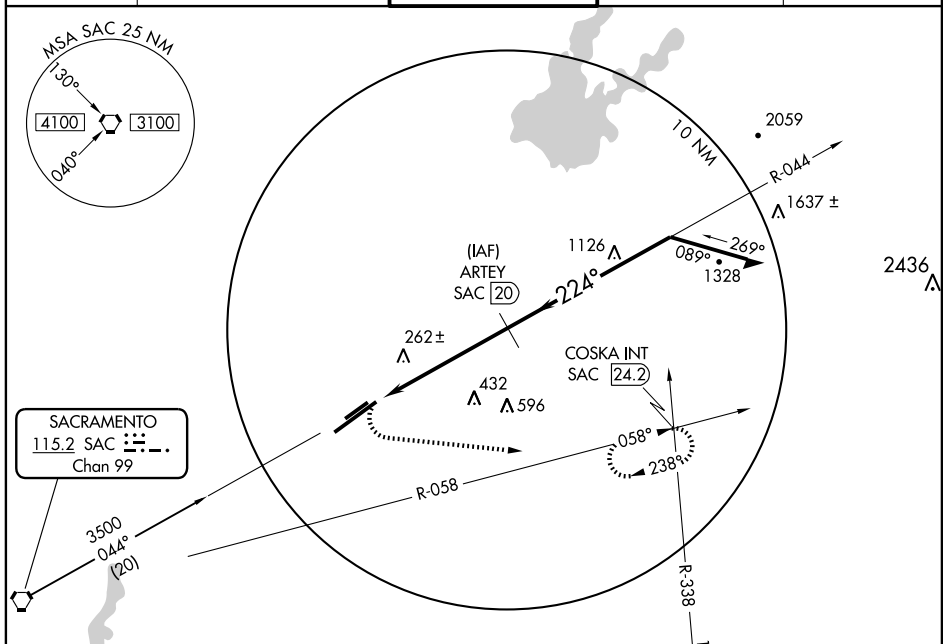 MSA SAC 25 NM
130°
4100
3100
040°
10 NM
2059
R-044
1637 ±
(IAF)
ARTEY
SAC 20
1126
269°
089°
1328
2436
224°
262 ±
COSKA INT
SAC 24.2
432
596
SACRAMENTO
115.2 SAC
Chan 99
058°
238°
R-058
3500
044°
(20)
R-338